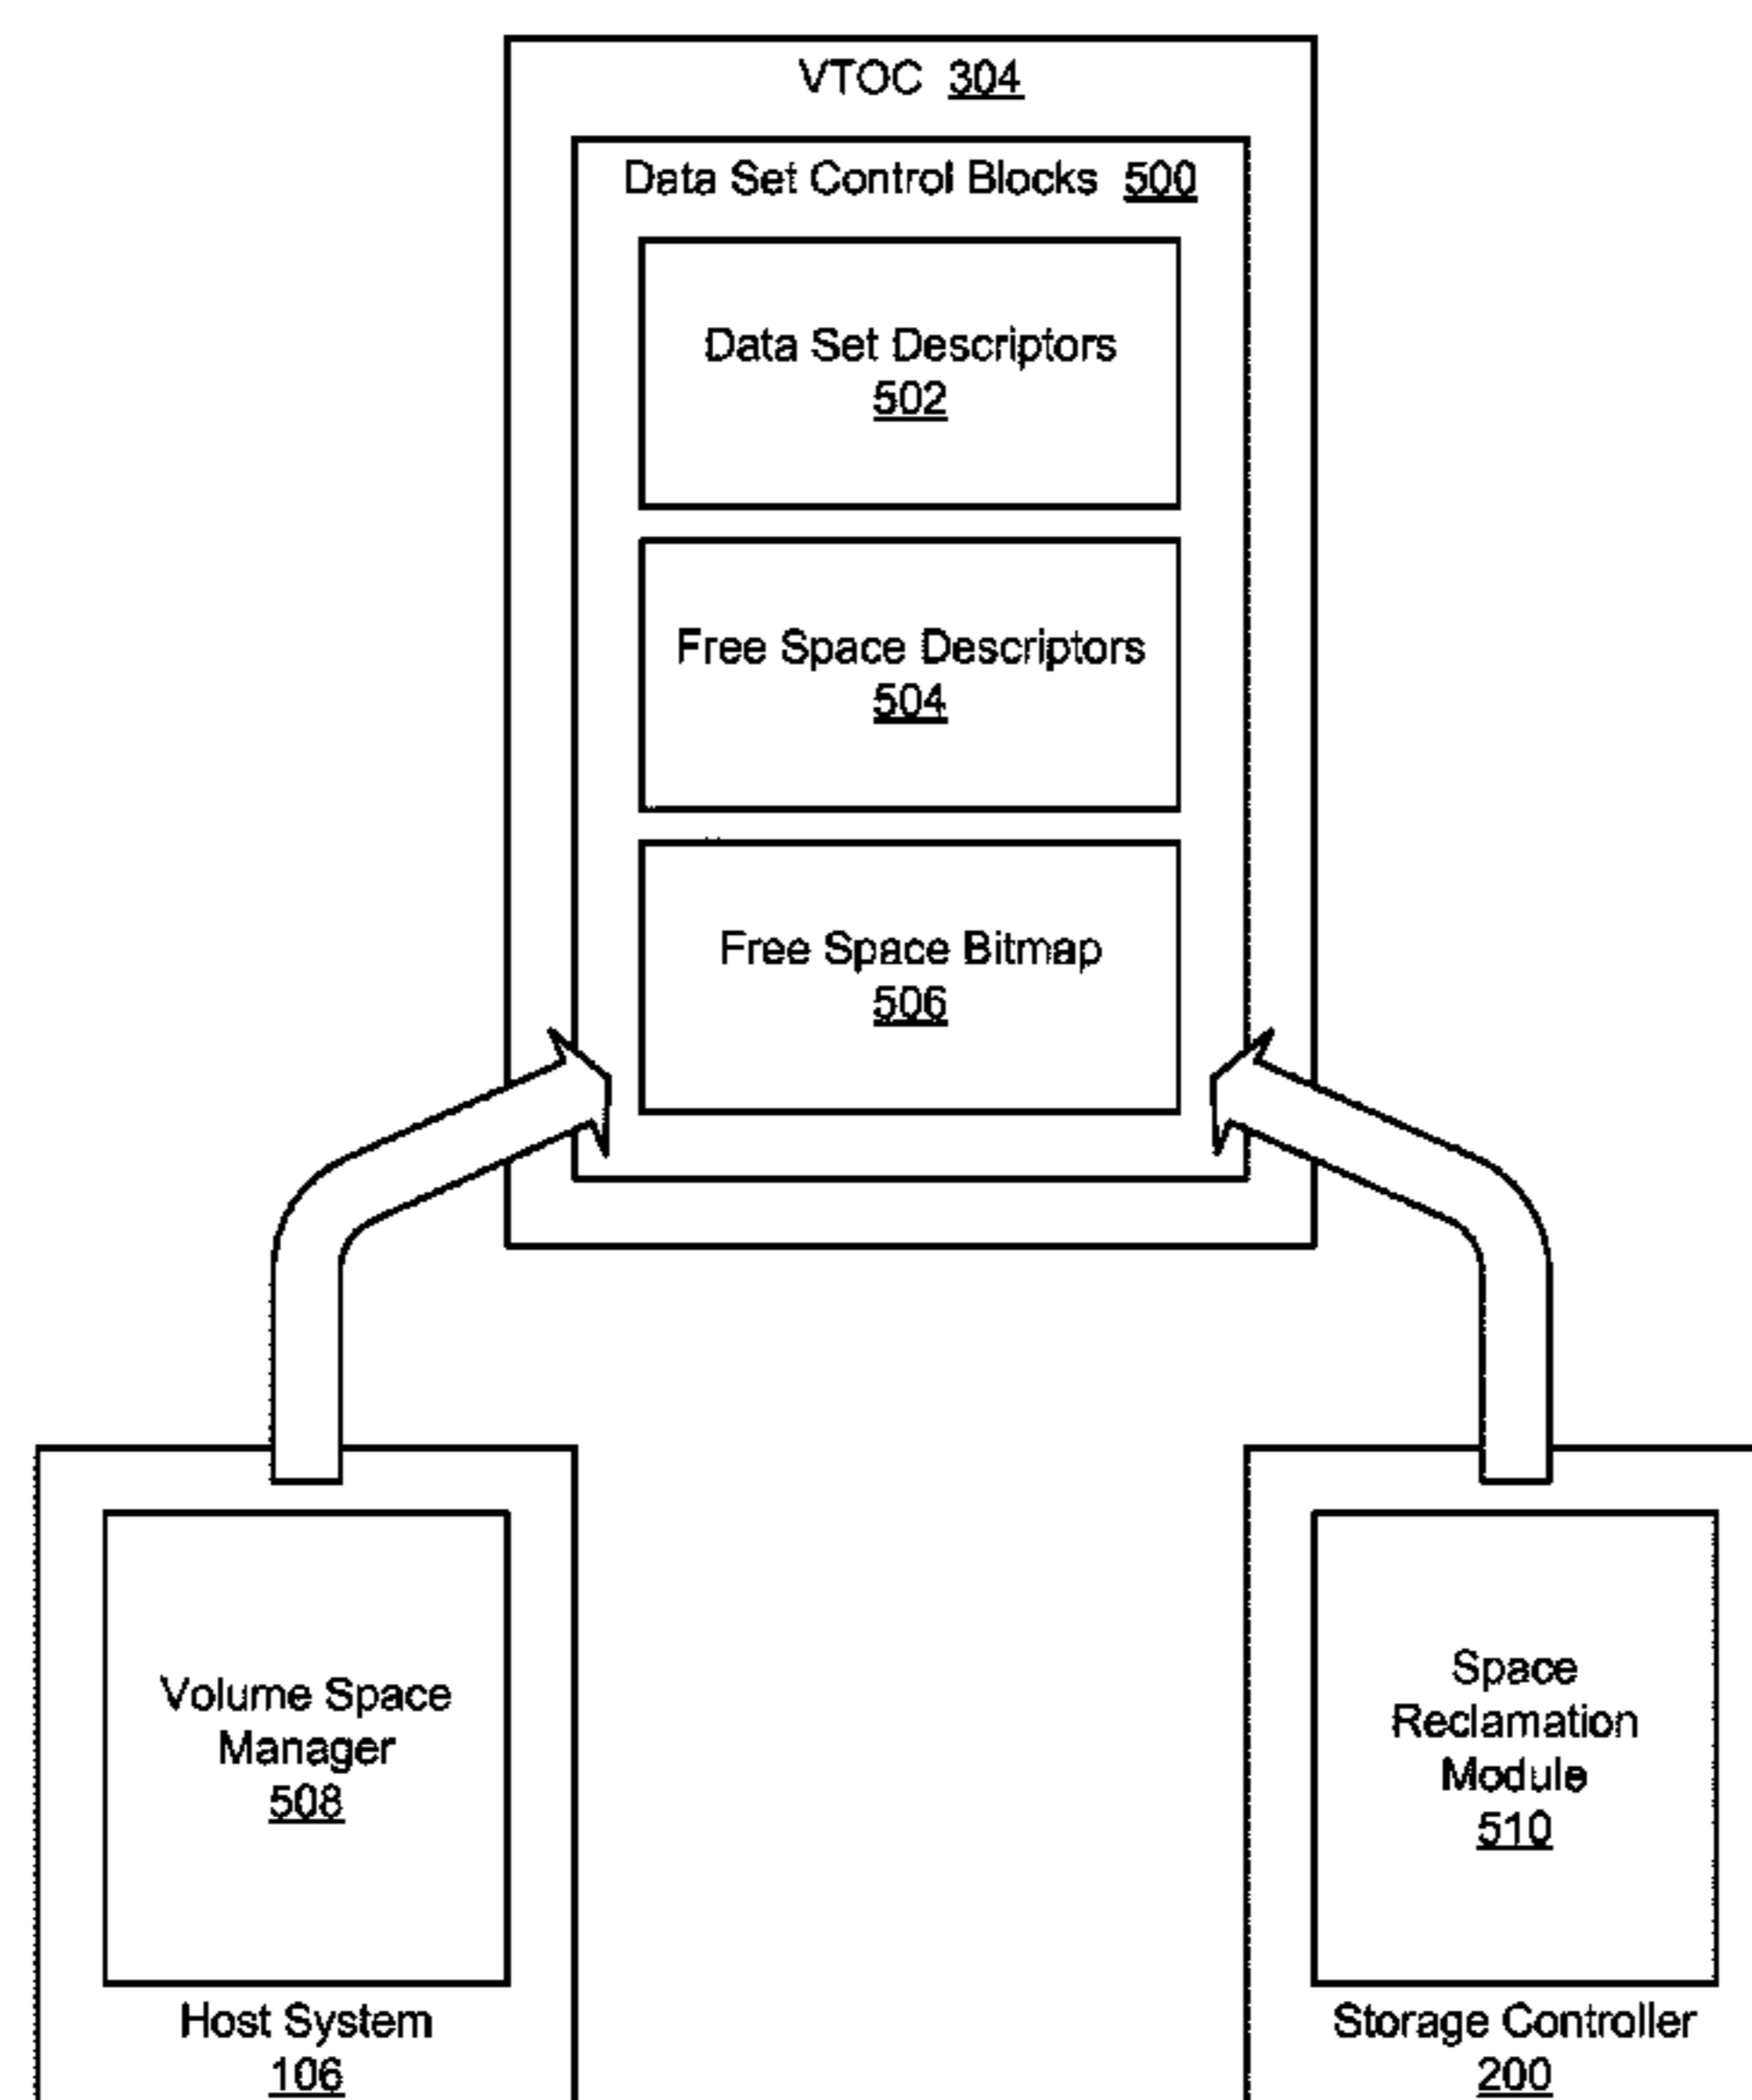 VTOC 304
Data Set Control Blocks 500
Data Set Descriptors
502
Free Space Descriptors
504
Free Space Bitmap
506
Volume Space
Manager
508
Host System
106
Space
Reclamation
Module
510
Storage Controller
200